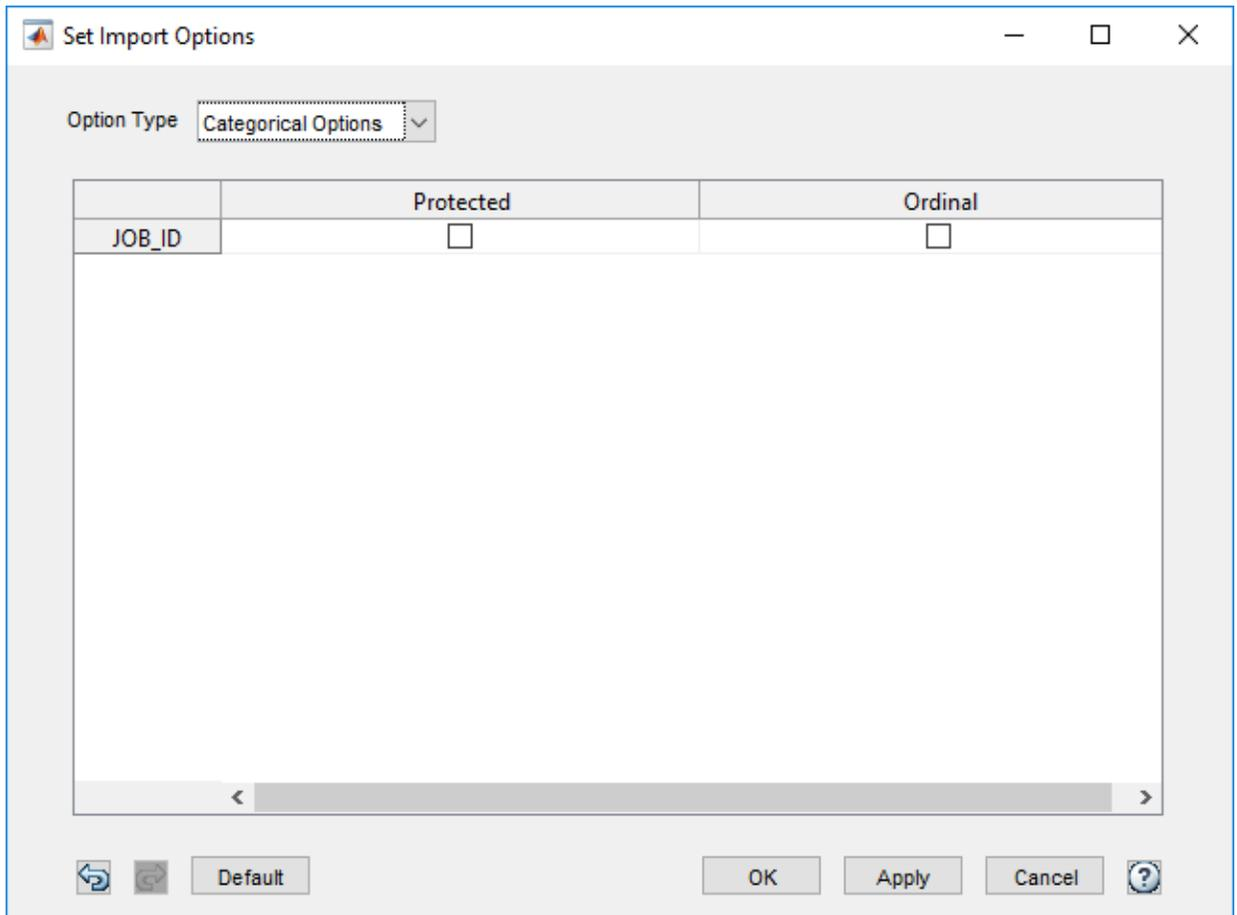 Set Import Options
Option Type Categorical Options
Protected Ordinal
JOB_ID
Default OK Apply Cancel ?